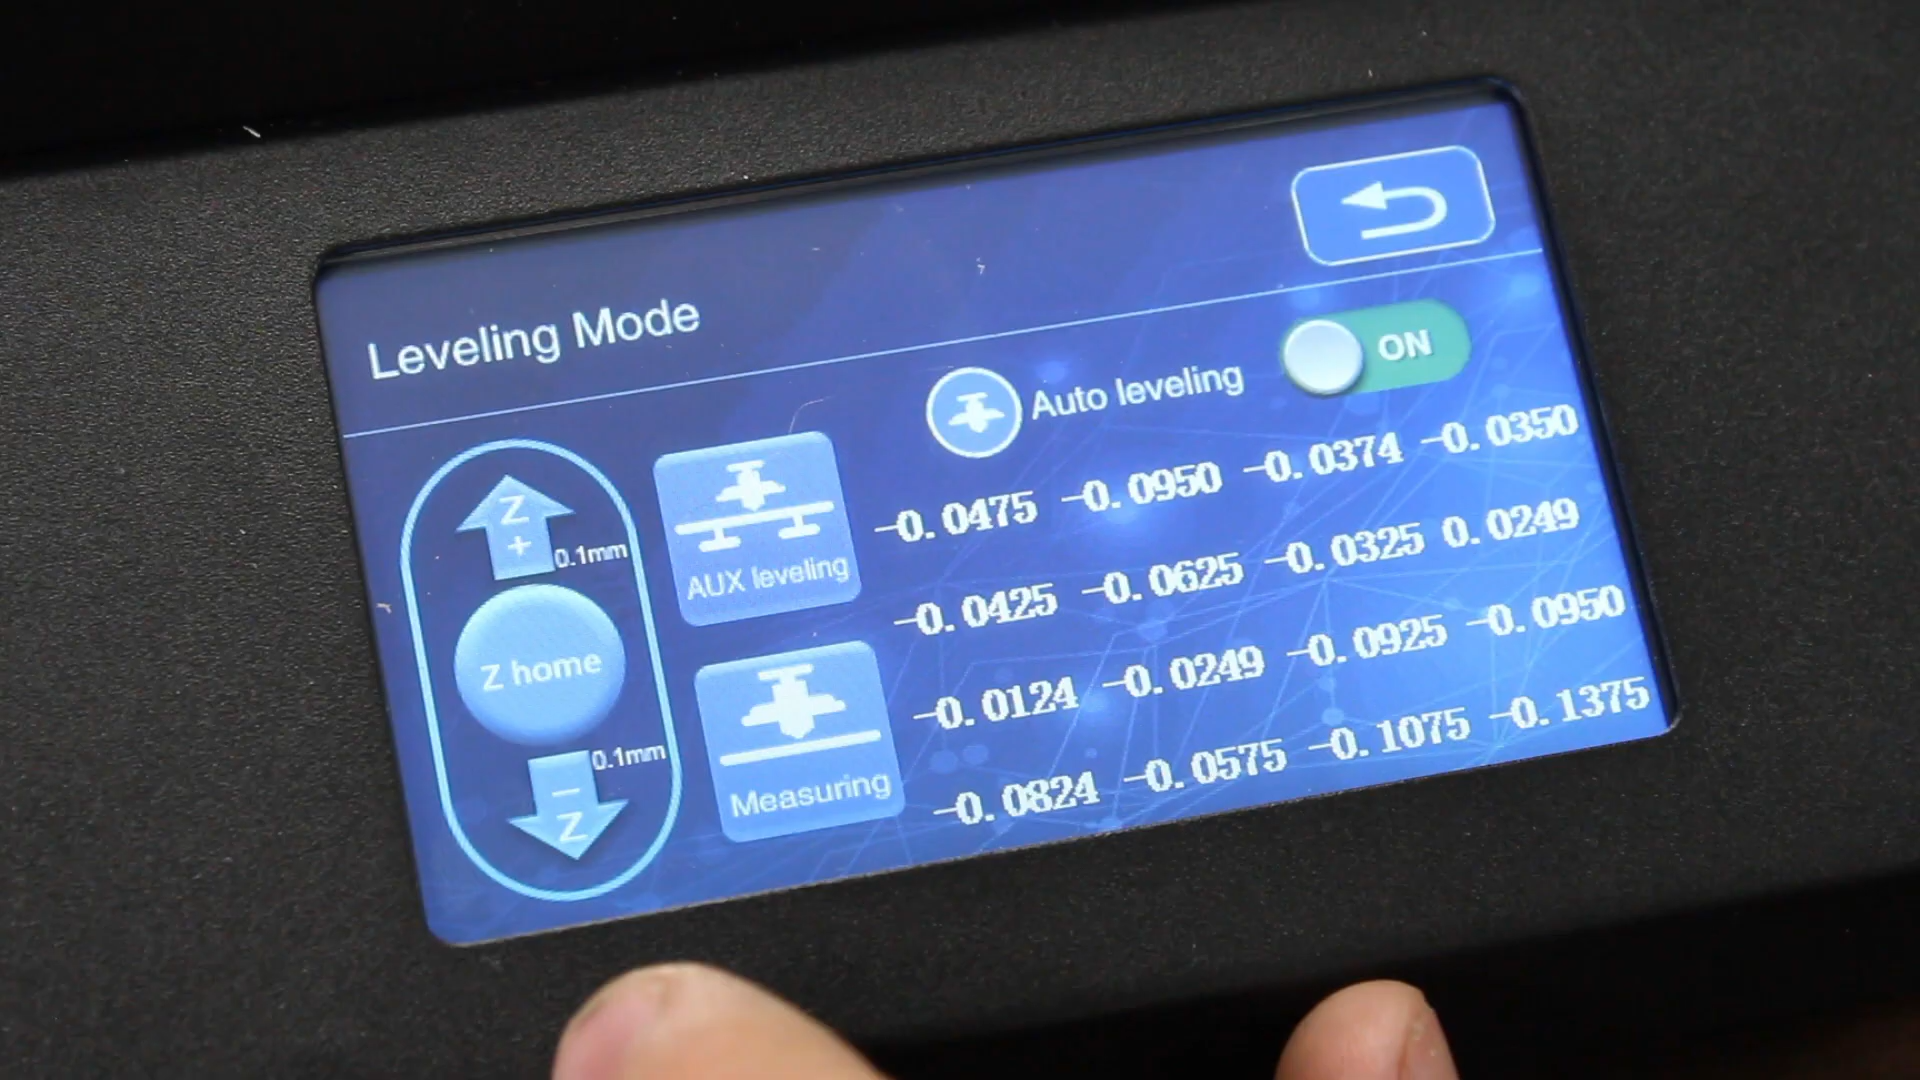 Leveling Mode
Auto leveling
ON
Z
+
0.1mm
Z home
0.1mm
−
Z
AUX leveling
Measuring
-0.0475 -0.0950 -0.0374 -0.0350
-0.0425 -0.0625 -0.0325 0.0249
-0.0124 -0.0249 -0.0925 -0.0950
-0.0824 -0.0575 -0.1075 -0.1375